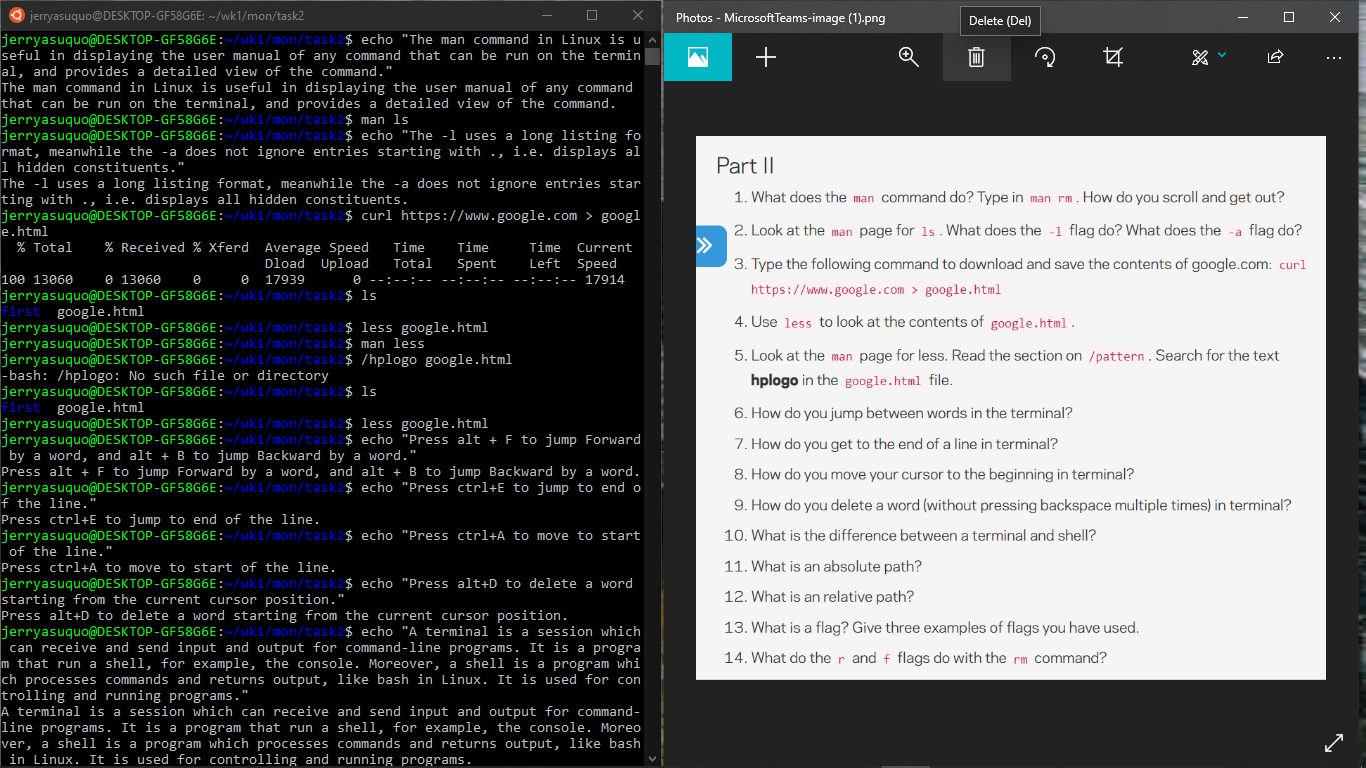 jerryasuquo@DESKTOP-GF58G6E: ~/wk1/mon/task2
jerryasuquo@DESKTOP-GF58G6E:~/wk1/mon/task2$ echo "The man command in Linux is u
seful in displaying the user manual of any command that can be run on the termin
al, and provides a detailed view of the command."
The man command in Linux is useful in displaying the user manual of any command
that can be run on the terminal, and provides a detailed view of the command.
jerryasuquo@DESKTOP-GF58G6E:~/wk1/mon/task2$ man ls
jerryasuquo@DESKTOP-GF58G6E:~/wk1/mon/task2$ echo "The -l uses a long listing fo
rmat, meanwhile the -a does not ignore entries starting with ., i.e. displays al
l hidden constituents."
The -l uses a long listing format, meanwhile the -a does not ignore entries star
ting with ., i.e. displays all hidden constituents.
jerryasuquo@DESKTOP-GF58G6E:~/wk1/mon/task2$ curl https://www.google.com > googl
e.html
% Total % Received % Xferd Average Speed Time Time Time Current
Dload Upload Total Spent Left Speed
100 13060 0 13060 0 0 17939 0 --:--:-- --:--:-- --:--:-- 17914
jerryasuquo@DESKTOP-GF58G6E:~/wk1/mon/task2$ ls
first google.html
jerryasuquo@DESKTOP-GF58G6E:~/wk1/mon/task2$ less google.html
jerryasuquo@DESKTOP-GF58G6E:~/wk1/mon/task2$ man less
jerryasuquo@DESKTOP-GF58G6E:~/wk1/mon/task2$ /hplogo google.html
-bash: /hplogo: No such file or directory
jerryasuquo@DESKTOP-GF58G6E:~/wk1/mon/task2$ ls
first google.html
jerryasuquo@DESKTOP-GF58G6E:~/wk1/mon/task2$ less google.html
jerryasuquo@DESKTOP-GF58G6E:~/wk1/mon/task2$ echo "Press alt + F to jump Forward
by a word, and alt + B to jump Backward by a word."
Press alt + F to jump Forward by a word, and alt + B to jump Backward by a word.
jerryasuquo@DESKTOP-GF58G6E:~/wk1/mon/task2$ echo "Press ctrl+E to jump to end o
f the line."
Press ctrl+E to jump to end of the line.
jerryasuquo@DESKTOP-GF58G6E:~/wk1/mon/task2$ echo "Press ctrl+A to move to start
of the line."
Press ctrl+A to move to start of the line.
jerryasuquo@DESKTOP-GF58G6E:~/wk1/mon/task2$ echo "Press alt+D to delete a word
starting from the current cursor position."
Press alt+D to delete a word starting from the current cursor position.
jerryasuquo@DESKTOP-GF58G6E:~/wk1/mon/task2$ echo "A terminal is a session which
can receive and send input and output for command-line programs. It is a progra
m that run a shell, for example, the console. Moreover, a shell is a program whi
ch processes commands and returns output, like bash in Linux. It is used for con
trolling and running programs."
A terminal is a session which can receive and send input and output for command-
line programs. It is a program that run a shell, for example, the console. Moreo
ver, a shell is a program which processes commands and returns output, like bash
in Linux. It is used for controlling and running programs.
Photos - MicrosoftTeams-image (1).png
Delete (Del)
Part II
1. What does the man command do? Type in man rm . How do you scroll and get out?
2. Look at the man page for ls . What does the -l flag do? What does the -a flag do?
3. Type the following command to download and save the contents of google.com: curl
https://www.google.com > google.html
4. Use less to look at the contents of google.html .
5. Look at the man page for less. Read the section on /pattern . Search for the text
hplogo in the google.html file.
6. How do you jump between words in the terminal?
7. How do you get to the end of a line in terminal?
8. How do you move your cursor to the beginning in terminal?
9. How do you delete a word (without pressing backspace multiple times) in terminal?
10. What is the difference between a terminal and shell?
11. What is an absolute path?
12. What is an relative path?
13. What is a flag? Give three examples of flags you have used.
14. What do the r and f flags do with the rm command?